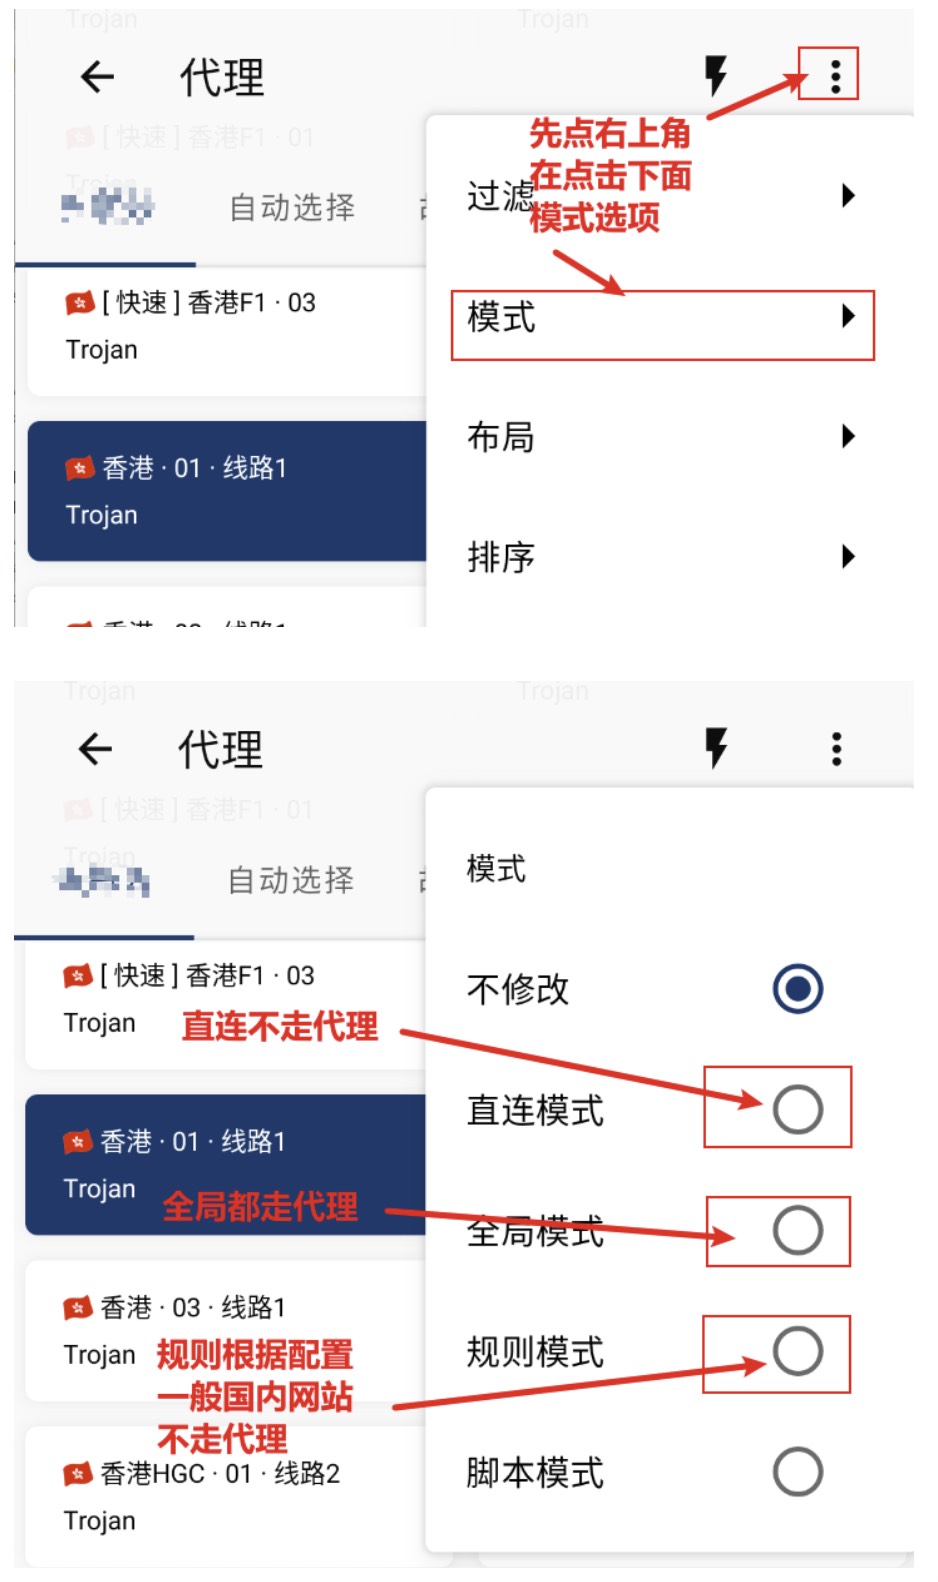 Trojan Trojan
代理
[ 快速 ] 香港F1 · 01
Trojan
先点右上角
在点击下面
模式选项
自动选择
过滤
[ 快速 ] 香港F1 · 03
Trojan
模式
布局
香港 · 01 · 线路1
Trojan
排序
Trojan Trojan
代理
[ 快速 ] 香港F1 · 01
Trojan
自动选择
模式
[ 快速 ] 香港F1 · 03
Trojan
直连不走代理
不修改
直连模式
香港 · 01 · 线路1
Trojan
全局都走代理
全局模式
香港 · 03 · 线路1
Trojan
规则根据配置
一般国内网站
不走代理
规则模式
香港HGC · 01 · 线路2
Trojan
脚本模式